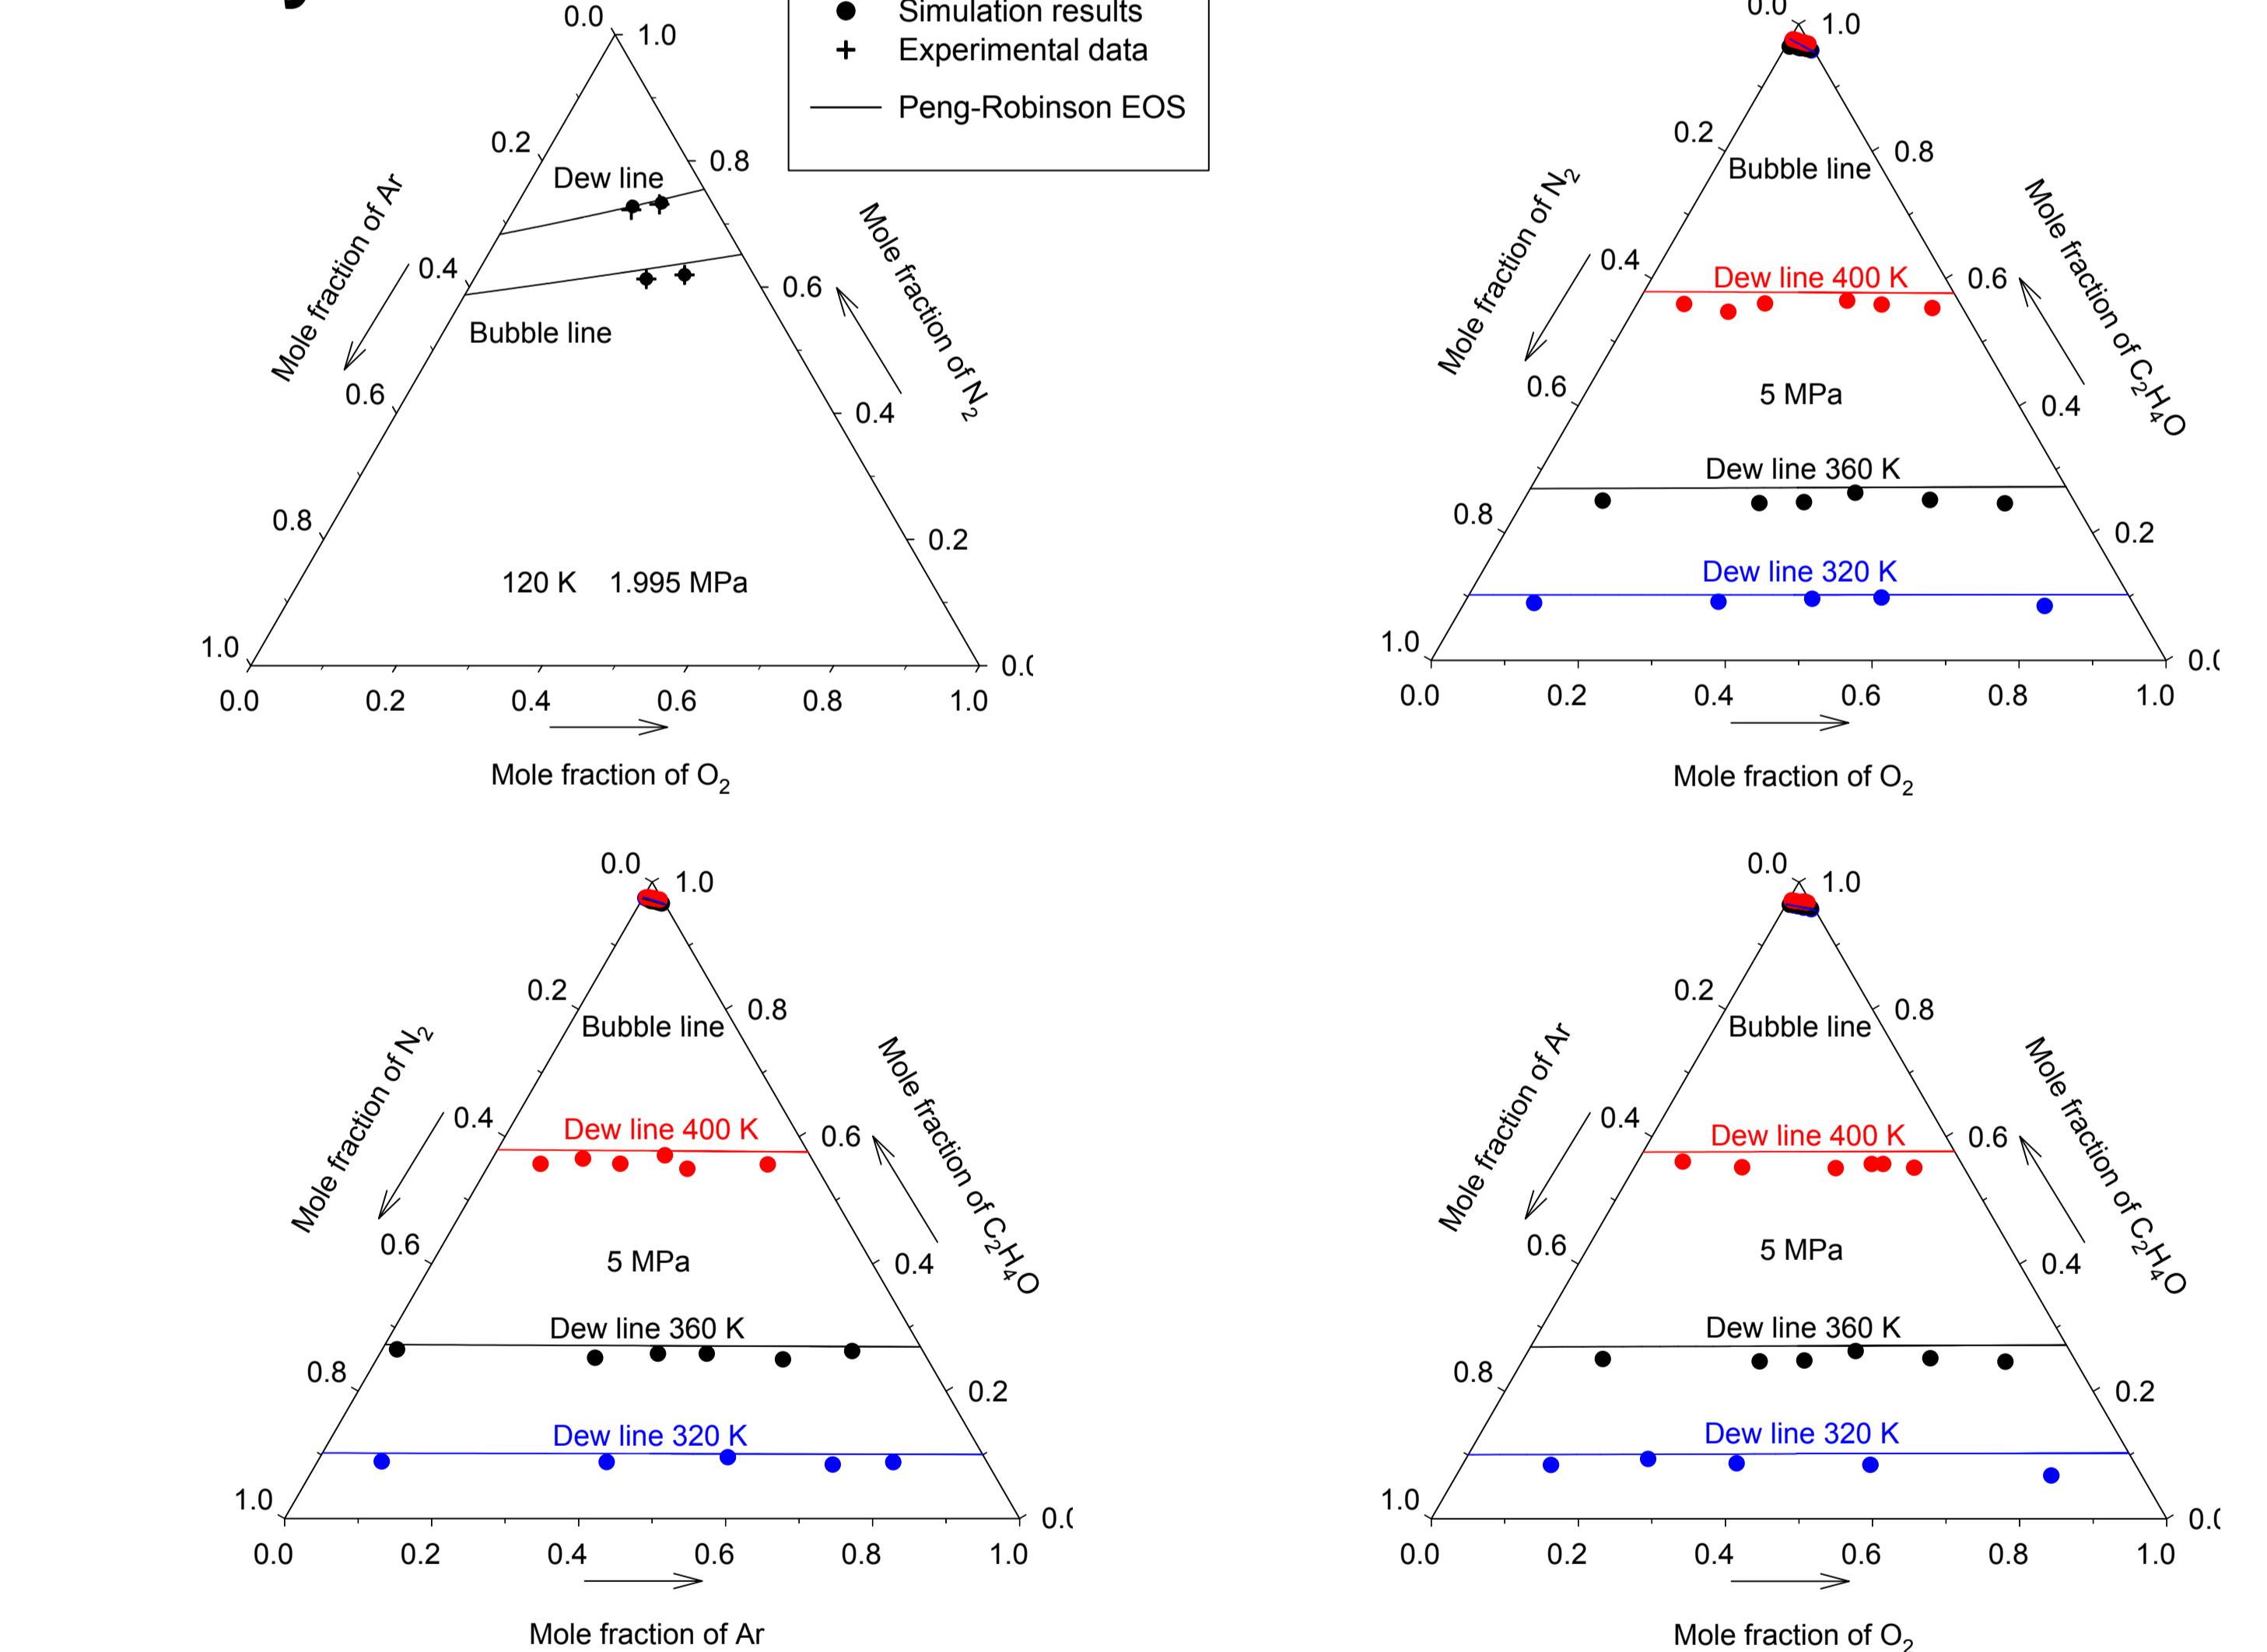 Simulation results
Experimental data
Peng-Robinson EOS
0.0
1.0
0.2
0.8
Dew line
0.4
0.6
Bubble line
0.6
0.4
0.8
0.2
120 K 1.995 MPa
1.0
0.0 0.2 0.4 0.6 0.8 1.0
Mole fraction of Ar
Mole fraction of N2
Mole fraction of O2
0.0
1.0
0.2
0.8
Bubble line
0.4
0.6
Dew line 400 K
0.6
5 MPa
0.4
Dew line 360 K
0.8
0.2
Dew line 320 K
1.0
0.0 0.2 0.4 0.6 0.8 1.0
Mole fraction of N2
Mole fraction of C2H4O
Mole fraction of O2
0.0
1.0
0.2
0.8
Bubble line
0.4
Dew line 400 K
0.6
0.6
5 MPa
0.4
Dew line 360 K
0.8
0.2
Dew line 320 K
1.0
0.0 0.2 0.4 0.6 0.8 1.0
Mole fraction of N2
Mole fraction of C2H4O
Mole fraction of Ar
0.0
1.0
0.2
0.8
Bubble line
0.4
Dew line 400 K
0.6
0.6
5 MPa
0.4
Dew line 360 K
0.8
0.2
Dew line 320 K
1.0
0.0 0.2 0.4 0.6 0.8 1.0
Mole fraction of Ar
Mole fraction of C2H4O
Mole fraction of O2